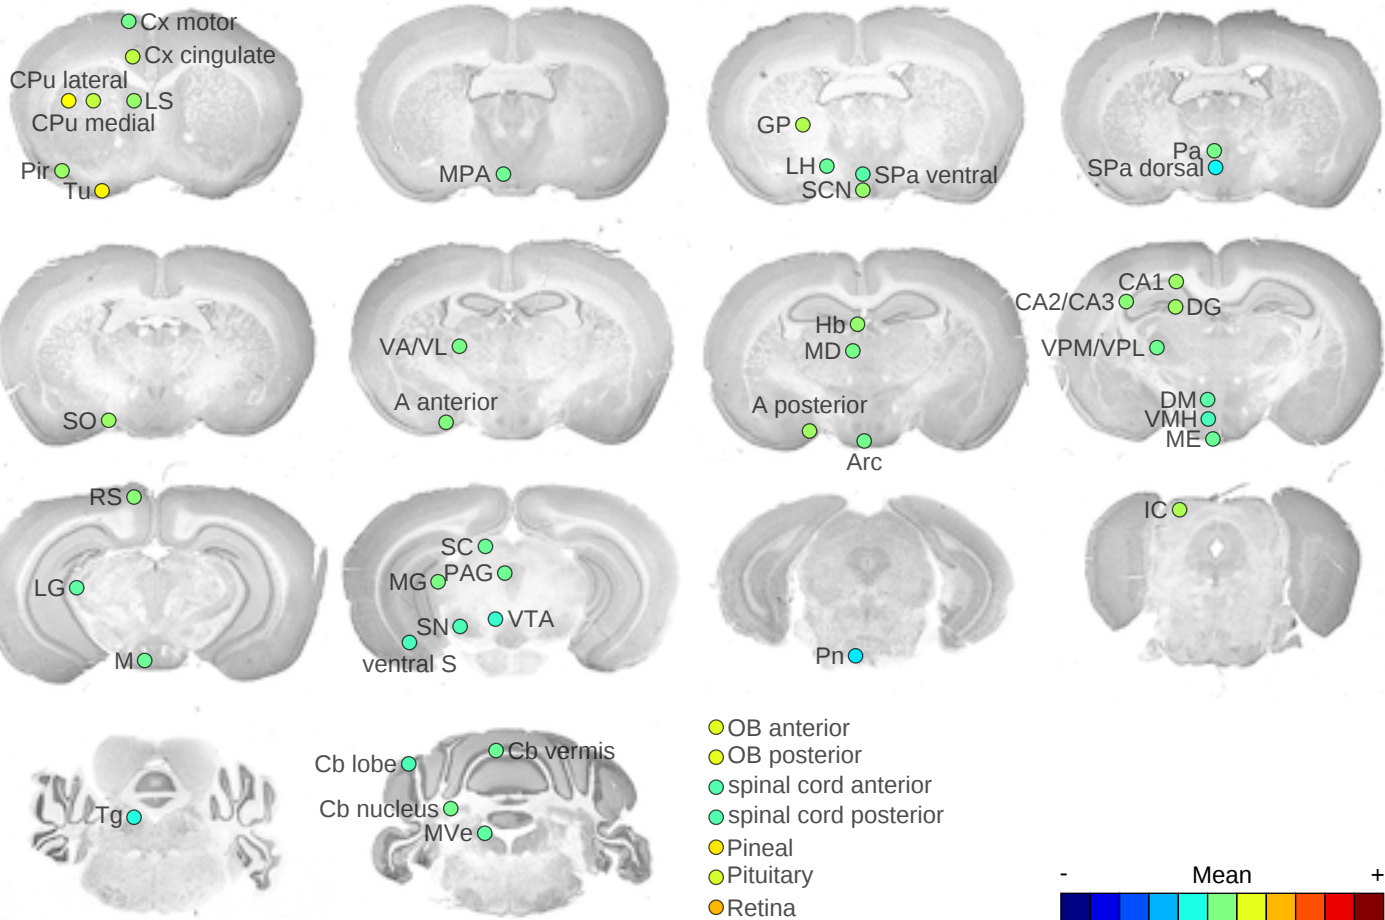 Cx motor
Cx cingulate
CPu lateral
LS
CPu medial
Pir
Tu
MPA
GP
LH
SPa ventral
SCN
Pa
SPa dorsal
SO
VA/VL
A anterior
Hb
MD
A posterior
Arc
CA1
CA2/CA3
DG
VPM/VPL
DM
VMH
ME
RS
LG
M
SC
MG
PAG
SN
VTA
ventral S
Pn
IC
Tg
Cb lobe
Cb vermis
Cb nucleus
MVe
OB anterior
OB posterior
spinal cord anterior
spinal cord posterior
Pineal
Pituitary
Retina
- Mean +